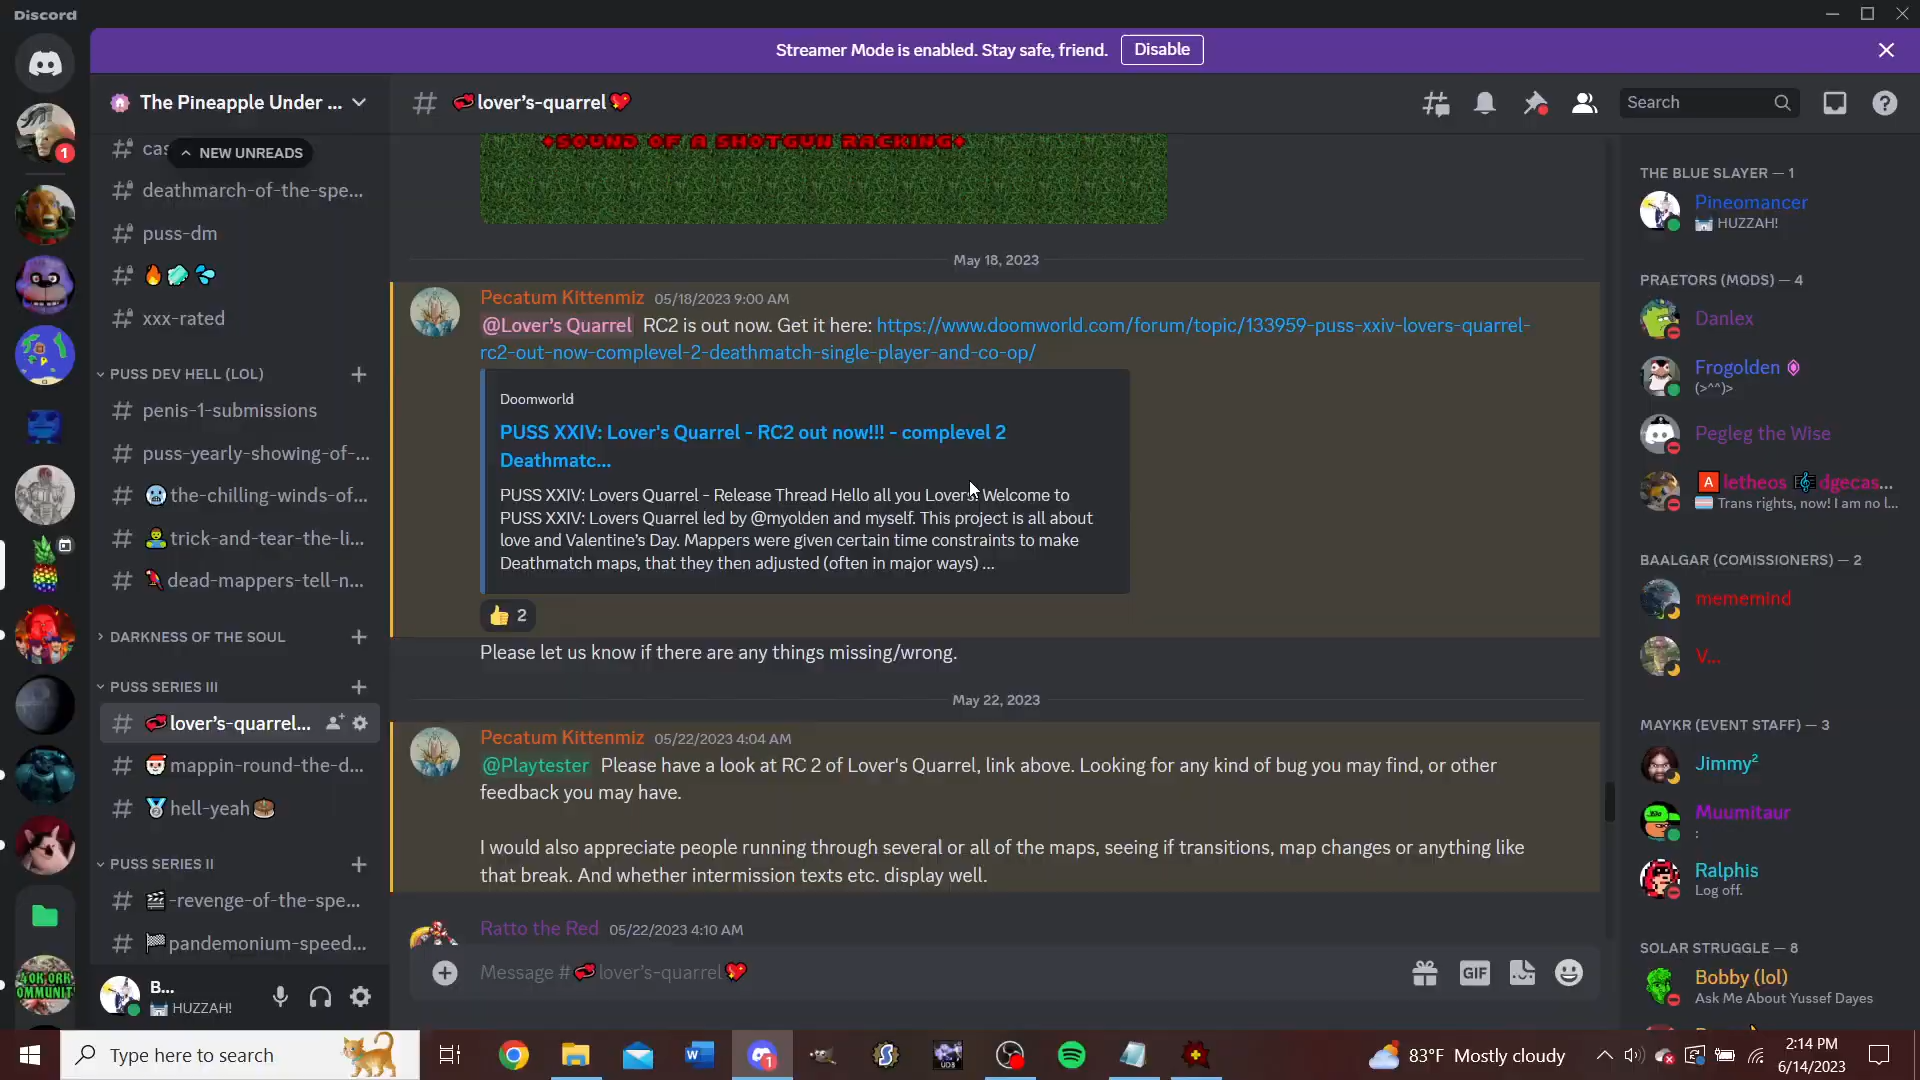 Discord
Streamer Mode is enabled. Stay safe, friend. Disable
The Pineapple Under ...
lover's-quarrel
Search
cas
NEW UNREADS
deathmarch-of-the-spe...
puss-dm
xxx-rated
PUSS DEV HELL (LOL)
penis-1-submissions
puss-yearly-showing-of-...
the-chilling-winds-of...
trick-and-tear-the-li...
dead-mappers-tell-n...
DARKNESS OF THE SOUL
PUSS SERIES III
lover's-quarrel...
mappin-round-the-d...
hell-yeah
PUSS SERIES II
-revenge-of-the-spe...
pandemonium-speed...
B...
HUZZAH!
1
40K ORK
OMMUNIT
*SOUND OF A SHOTGUN RACKING*
May 18, 2023
Pecatum Kittenmiz 05/18/2023 9:00 AM
@Lover's Quarrel RC2 is out now. Get it here: https://www.doomworld.com/forum/topic/133959-puss-xxiv-lovers-quarrel-
rc2-out-now-complevel-2-deathmatch-single-player-and-co-op/
Doomworld
PUSS XXIV: Lover's Quarrel - RC2 out now!!! - complevel 2
Deathmatc...
PUSS XXIV: Lovers Quarrel - Release Thread Hello all you Lovers! Welcome to
PUSS XXIV: Lovers Quarrel led by @myolden and myself. This project is all about
love and Valentine's Day. Mappers were given certain time constraints to make
Deathmatch maps, that they then adjusted (often in major ways) ...
2
Please let us know if there are any things missing/wrong.
May 22, 2023
Pecatum Kittenmiz 05/22/2023 4:04 AM
@Playtester Please have a look at RC 2 of Lover's Quarrel, link above. Looking for any kind of bug you may find, or other
feedback you may have.
I would also appreciate people running through several or all of the maps, seeing if transitions, map changes or anything like
that break. And whether intermission texts etc. display well.
Ratto the Red 05/22/2023 4:10 AM
Message # lover's-quarrel
GIF
THE BLUE SLAYER — 1
Pineomancer
HUZZAH!
PRAETORS (MODS) — 4
Danlex
Frogolden
(>^^)>
Pegleg the Wise
A letheos dgecas...
Trans rights, now! I am no l...
BAALGAR (COMISSIONERS) — 2
mememind
V...
MAYKR (EVENT STAFF) — 3
Jimmy²
Muumitaur
:
Ralphis
Log off.
SOLAR STRUGGLE — 8
Bobby (lol)
Ask Me About Yussef Dayes
Type here to search
UDB
1
83°F Mostly cloudy
2:14 PM
6/14/2023